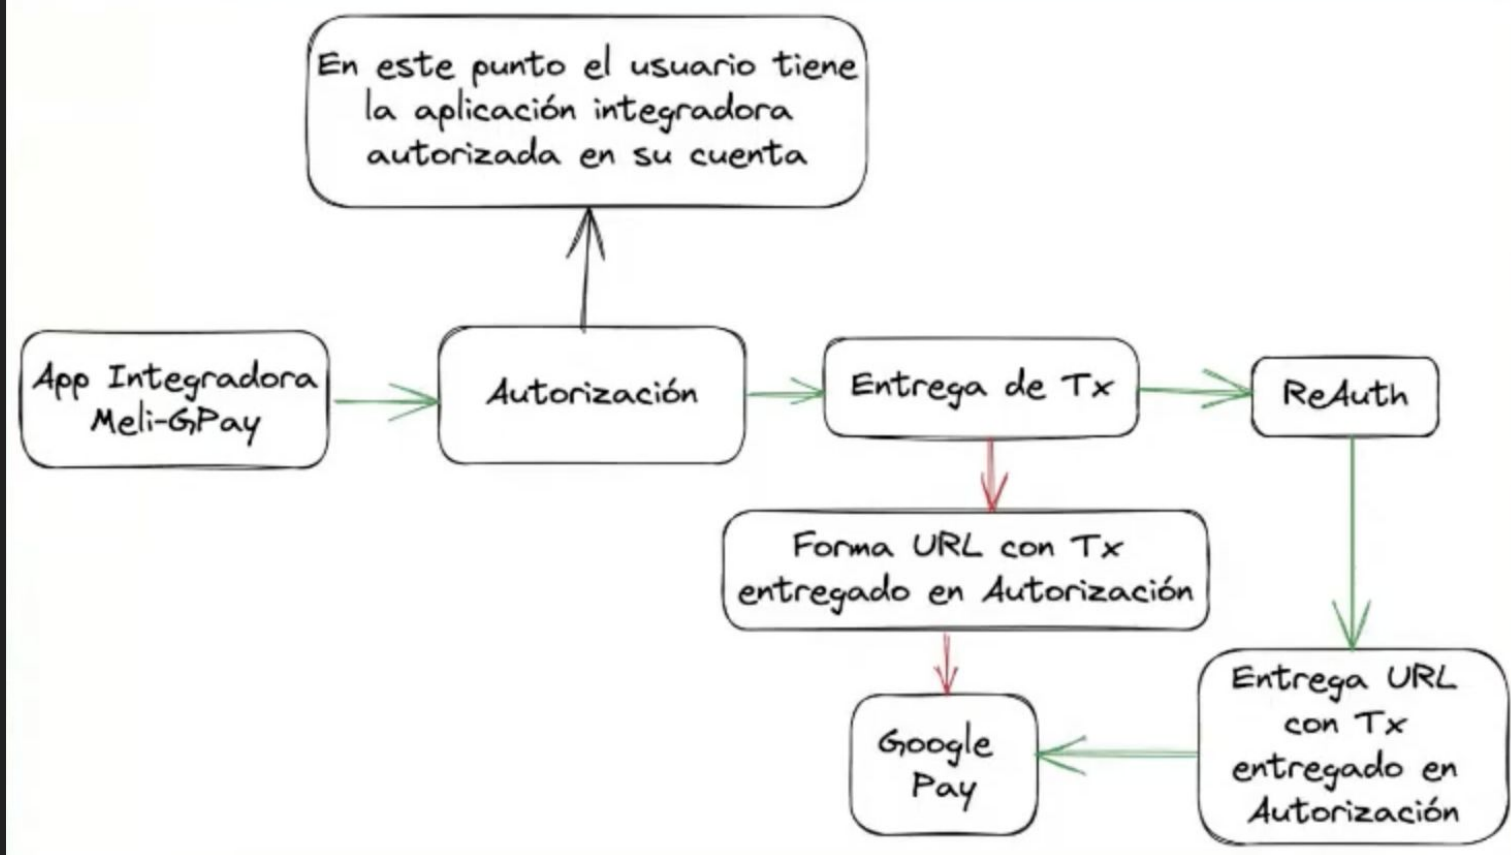 En este punto el usuario tiene
la aplicación integradora
autorizada en su cuenta
App Integradora
Meli-GPay
Autorización
Entrega de Tx
ReAuth
Forma URL con Tx
entregado en Autorización
Google
Pay
Entrega URL
con Tx
entregado en
Autorización